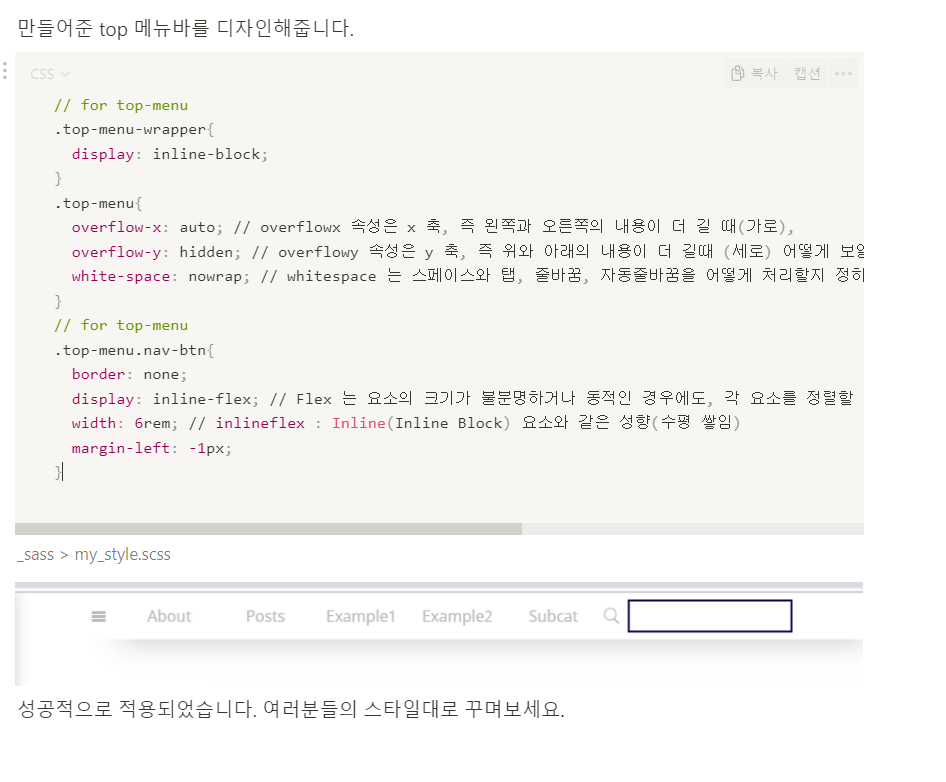 만들어준 top 메뉴바를 디자인해줍니다.
CSS
복사 캡션
// for top-menu
.top-menu-wrapper{
display: inline-block;
}
.top-menu{
overflow-x: auto; // overflowx 속성은 x 축, 즉 왼쪽과 오른쪽의 내용이 더 길 때(가로),
overflow-y: hidden; // overflowy 속성은 y 축, 즉 위와 아래의 내용이 더 길때 (세로) 어떻게
white-space: nowrap; // whitespace 는 스페이스와 탭, 줄바꿈, 자동줄바꿈을 어떻게 처리할지
}
// for top-menu
.top-menu.nav-btn{
border: none;
display: inline-flex; // Flex 는 요소의 크기가 불분명하거나 동적인 경우에도, 각 요소를 정렬할
width: 6rem; // inlineflex : Inline(Inline Block) 요소와 같은 성향(수평 쌓임)
margin-left: -1px;
}
_sass > my_style.scss
About Posts Example1 Example2 Subcat
성공적으로 적용되었습니다. 여러분들의 스타일대로 꾸며보세요.